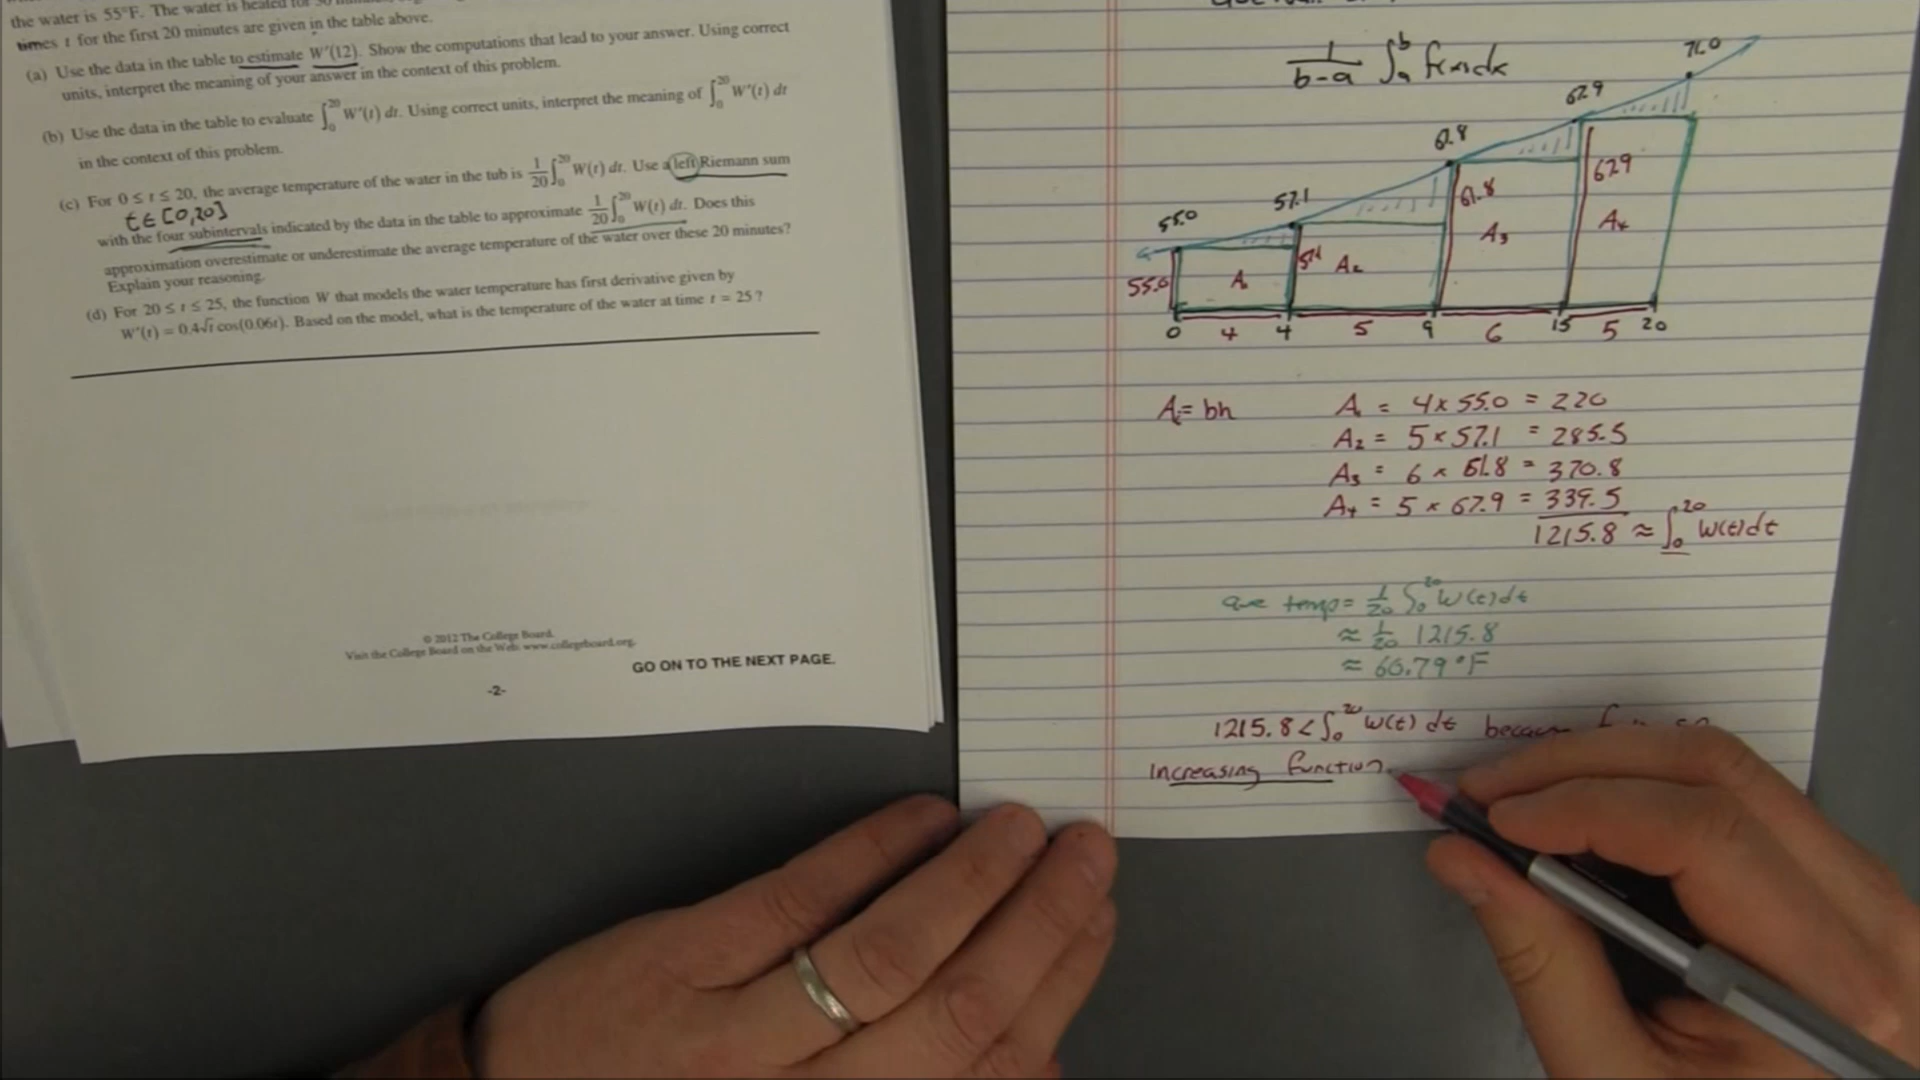 the water is 55°F. The water is heated for 30
times t for the first 20 minutes are given in the table above.
(a) Use the data in the table to estimate W'(12). Show the computations that lead to your answer. Using correct
units, interpret the meaning of your answer in the context of this problem.
(b) Use the data in the table to evaluate ∫₀²⁰ W'(t) dt. Using correct units, interpret the meaning of ∫₀²⁰ W'(t) dt
in the context of this problem.
(c) For 0 ≤ t ≤ 20, the average temperature of the water in the tub is 1/20 ∫₀²⁰ W(t) dt. Use a left Riemann sum
t ∈ [0,20]
with the four subintervals indicated by the data in the table to approximate 1/20 ∫₀²⁰ W(t) dt. Does this
approximation overestimate or underestimate the average temperature of the water over these 20 minutes?
Explain your reasoning.
(d) For 20 ≤ t ≤ 25, the function W that models the water temperature has first derivative given by
W'(t) = 0.4√t cos(0.06t). Based on the model, what is the temperature of the water at time t = 25?
© 2012 The College Board.
Visit the College Board on the Web: www.collegeboard.org.
GO ON TO THE NEXT PAGE.
-2-
1/(b-a) ∫ₐᵇ f(x)dx
71.0
67.9
61.8
57.1
55.0
55.0 A₁ 57.1 A₂ 61.8 A₃ 67.9 A₄
0 4 4 5 9 6 15 5 20
A = bh
A₁ = 4 × 55.0 = 220
A₂ = 5 × 57.1 = 285.5
A₃ = 6 × 61.8 = 370.8
A₄ = 5 × 67.9 = 339.5
1215.8 ≈ ∫₀²⁰ W(t)dt
ave temp = 1/20 ∫₀²⁰ W(t)dt
≈ 1/20 1215.8
≈ 60.79 °F
1215.8 < ∫₀²⁰ W(t) dt because
increasing function.